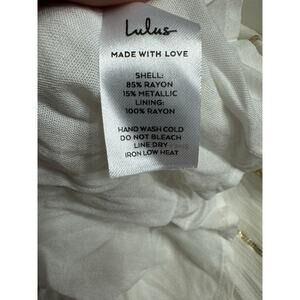 Lulus
MADE WITH LOVE
SHELL:
85% RAYON
15% METALLIC
LINING:
100% RAYON
HAND WASH COLD
DO NOT BLEACH
LINE DRY
IRON LOW HEAT